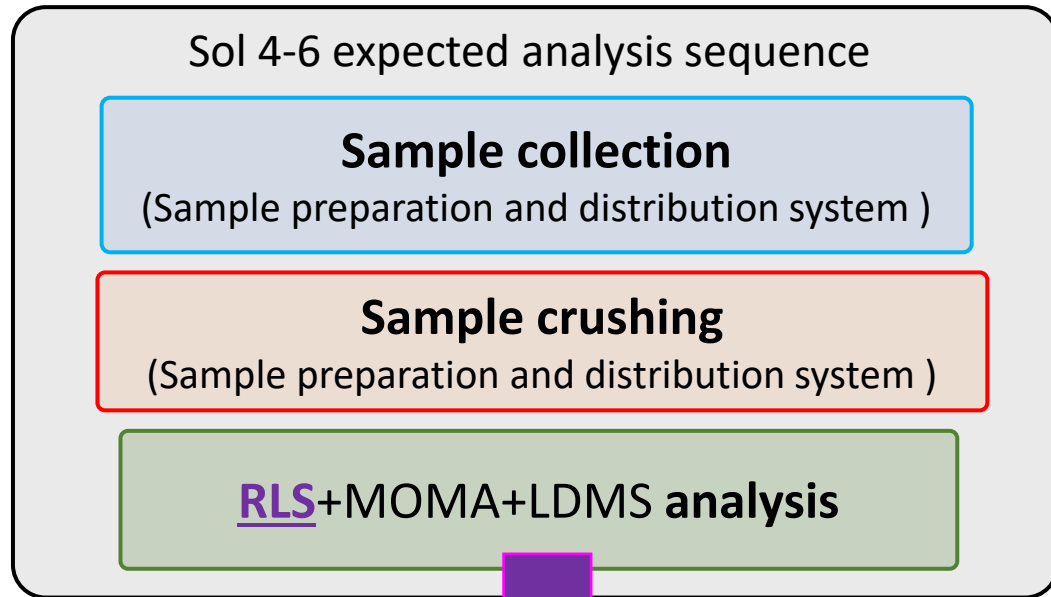 Sol 4-6 expected analysis sequence
Sample collection
(Sample preparation and distribution system )
Sample crushing
(Sample preparation and distribution system )
RLS+MOMA+LDMS analysis